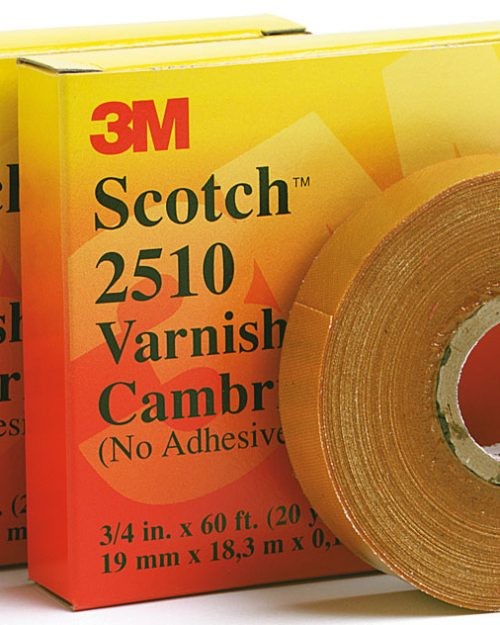 3M
Scotch™
2510
Varnish
Cambr
(No Adhesive
3/4 in. x 60 ft. (20 y
19 mm x 18,3 m x 0,